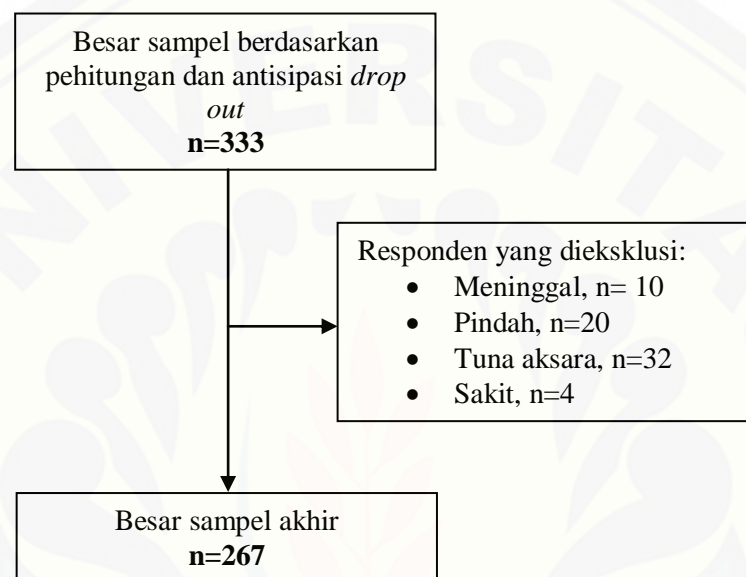 Besar sampel berdasarkan
pehitungan dan antisipasi drop
out
n=333
Responden yang dieksklusi:
• Meninggal, n= 10
• Pindah, n=20
• Tuna aksara, n=32
• Sakit, n=4
Besar sampel akhir
n=267